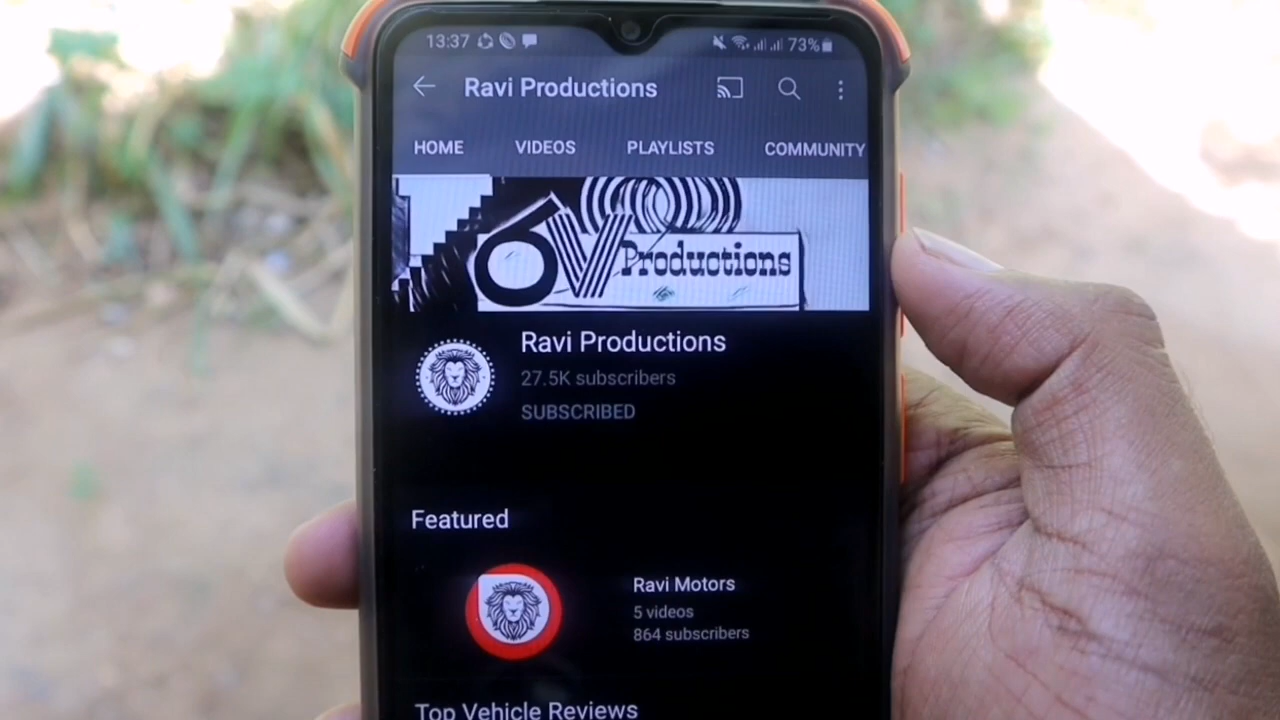 13:37 73%
Ravi Productions
HOME VIDEOS PLAYLISTS COMMUNITY
Productions
Ravi Productions
27.5K subscribers
SUBSCRIBED
Featured
Ravi Motors
5 videos
864 subscribers
Top Vehicle Reviews